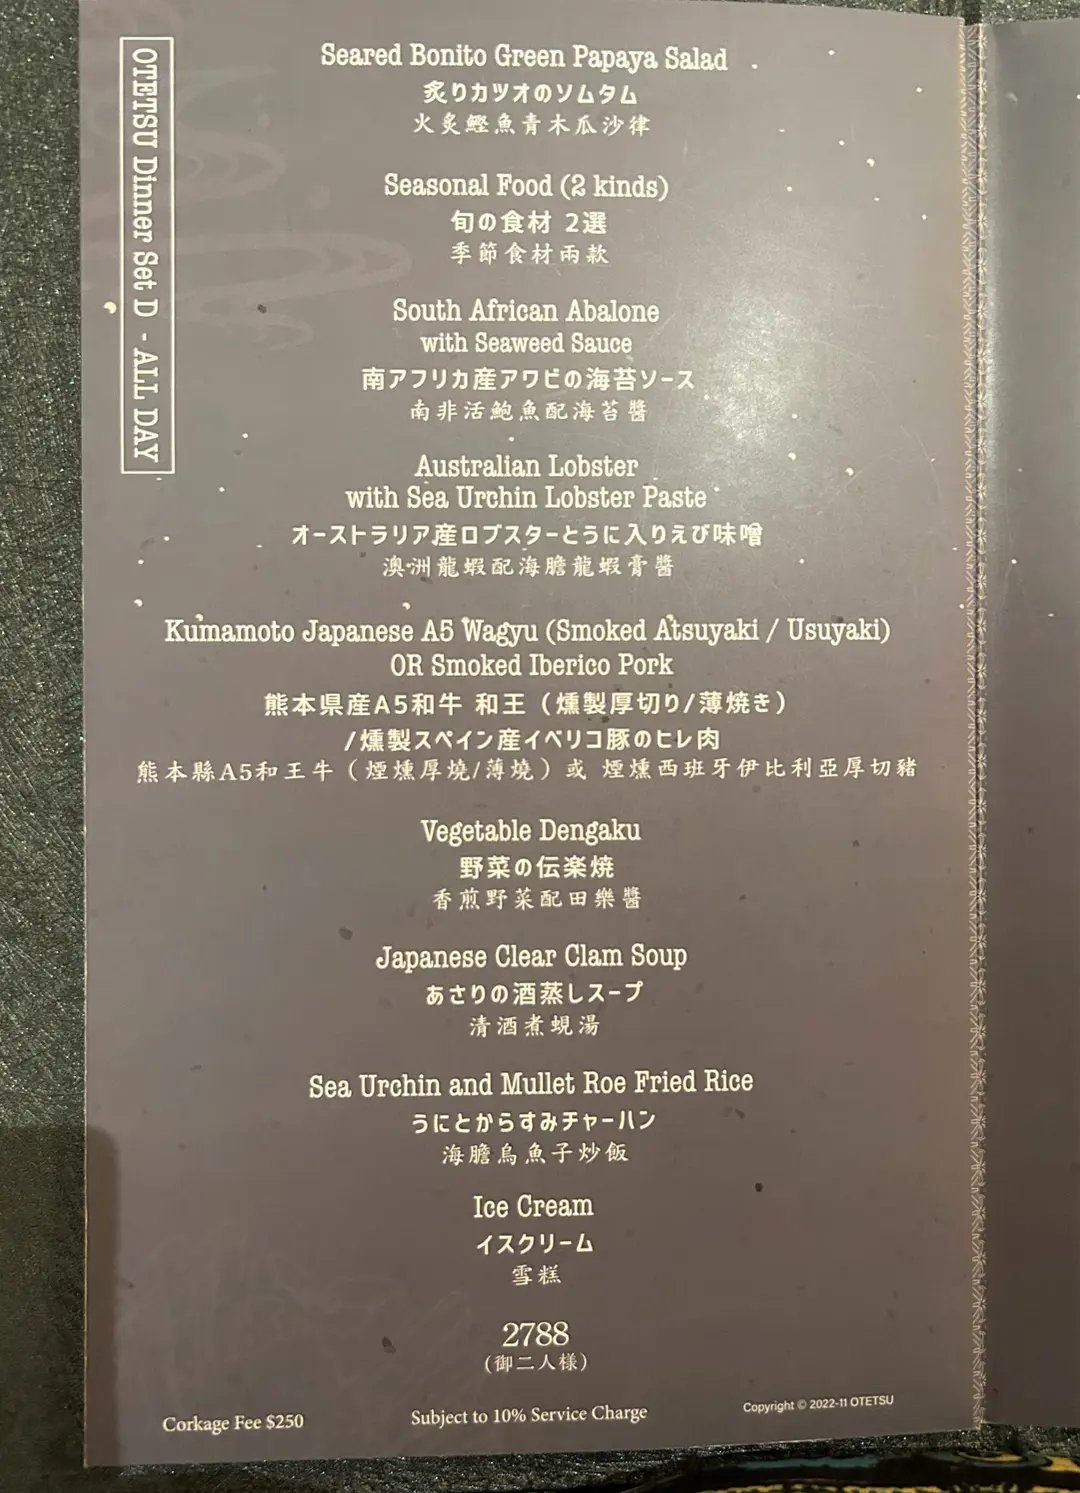 OTETSU Dinner Set D - ALL DAY
Seared Bonito Green Papaya Salad
炙りカツオのソムタム
火炙鰹魚青木瓜沙律
Seasonal Food (2 kinds)
旬の食材 2選
季節食材兩款
South African Abalone
with Seaweed Sauce
南アフリカ産アワビの海苔ソース
南非活鮑魚配海苔醬
Australian Lobster
with Sea Urchin Lobster Paste
オーストラリア産ロブスターとうに入りえび味噌
澳洲龍蝦配海膽龍蝦膏醬
Kumamoto Japanese A5 Wagyu (Smoked Atsuyaki / Usuyaki)
OR Smoked Iberico Pork
熊本県産A5和牛 和王（燻製厚切り/薄焼き）
/燻製スペイン産イベリコ豚のヒレ肉
熊本縣A5和王牛（煙燻厚燒/薄燒）或 煙燻西班牙伊比利亞厚切豬
Vegetable Dengaku
野菜の伝楽焼
香煎野菜配田樂醬
Japanese Clear Clam Soup
あさりの酒蒸しスープ
清酒煮蜆湯
Sea Urchin and Mullet Roe Fried Rice
うにとからすみチャーハン
海膽烏魚子炒飯
Ice Cream
イスクリーム
雪糕
2788
(御二人様)
Corkage Fee $250
Subject to 10% Service Charge
Copyright © 2022-11 OTETSU